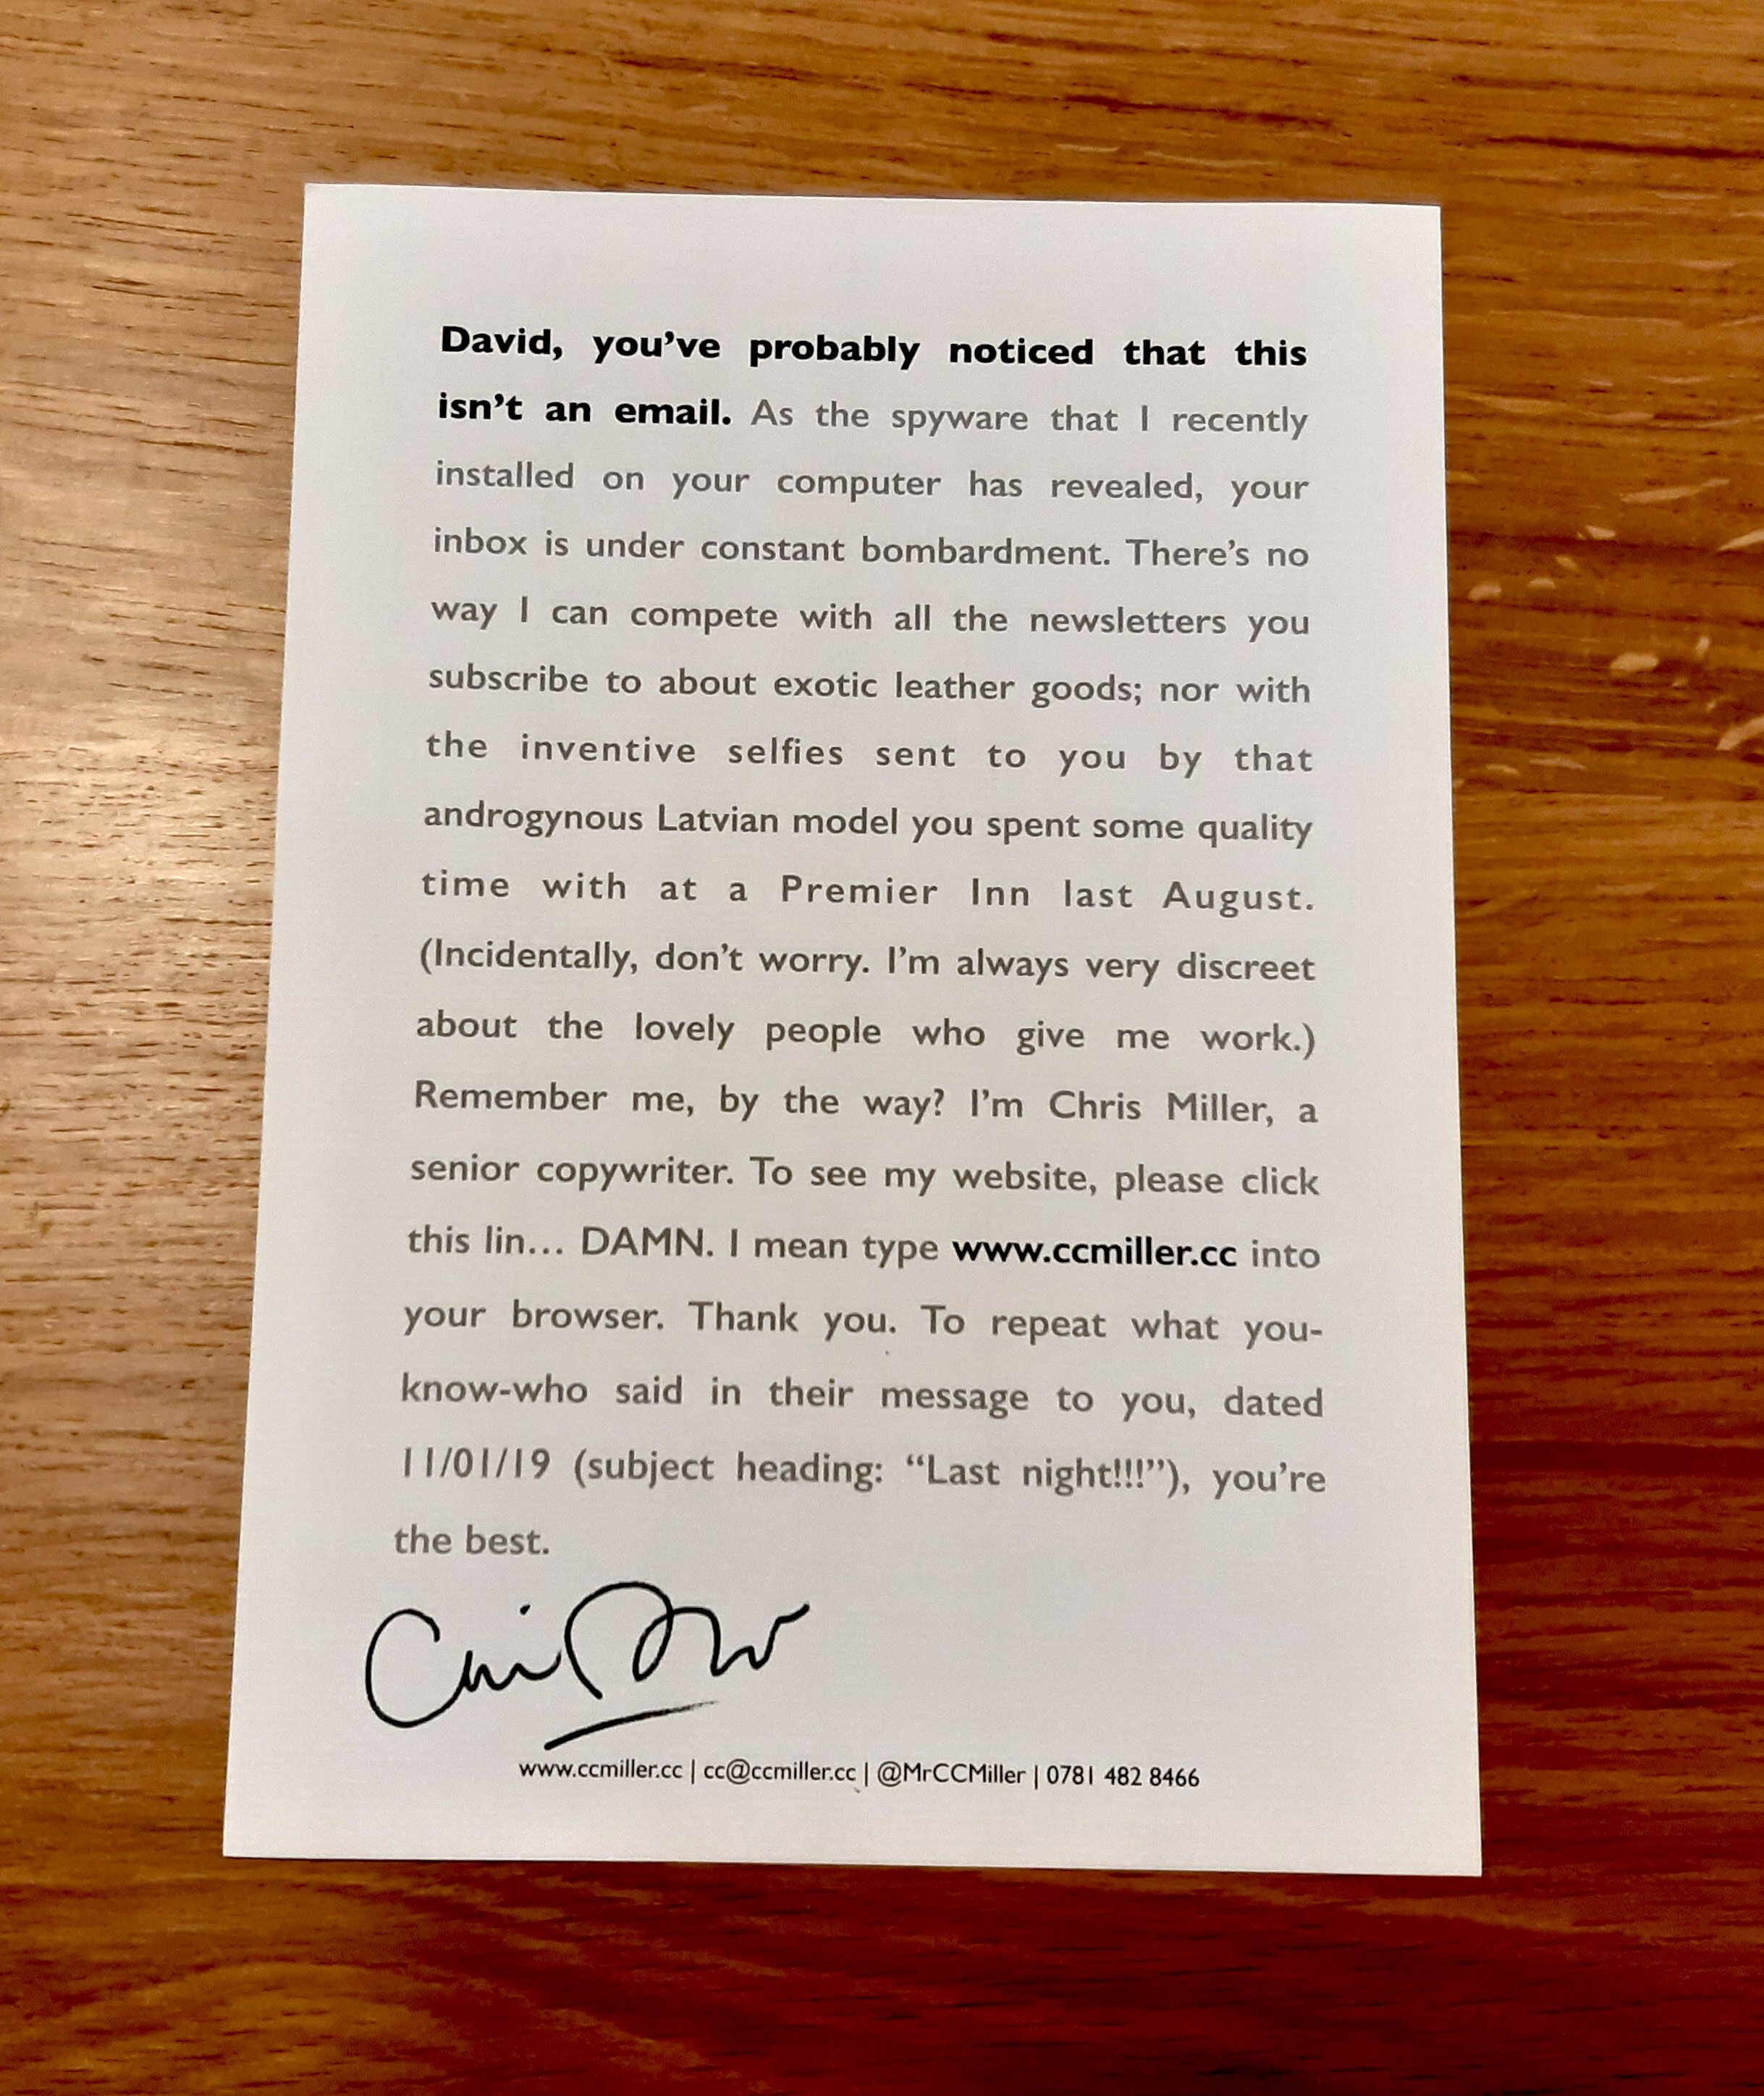 David, you’ve probably noticed that this
isn’t an email. As the spyware that I recently
installed on your computer has revealed, your
inbox is under constant bombardment. There’s no
way I can compete with all the newsletters you
subscribe to about exotic leather goods; nor with
the inventive selfies sent to you by that
androgynous Latvian model you spent some quality
time with at a Premier Inn last August.
(Incidentally, don’t worry. I’m always very discreet
about the lovely people who give me work.)
Remember me, by the way? I’m Chris Miller, a
senior copywriter. To see my website, please click
this lin... DAMN. I mean type www.ccmiller.cc into
your browser. Thank you. To repeat what you-
know-who said in their message to you, dated
11/01/19 (subject heading: “Last night!!!”), you’re
the best.
www.ccmiller.cc | cc@ccmiller.cc | @MrCCMiller | 0781 482 8466